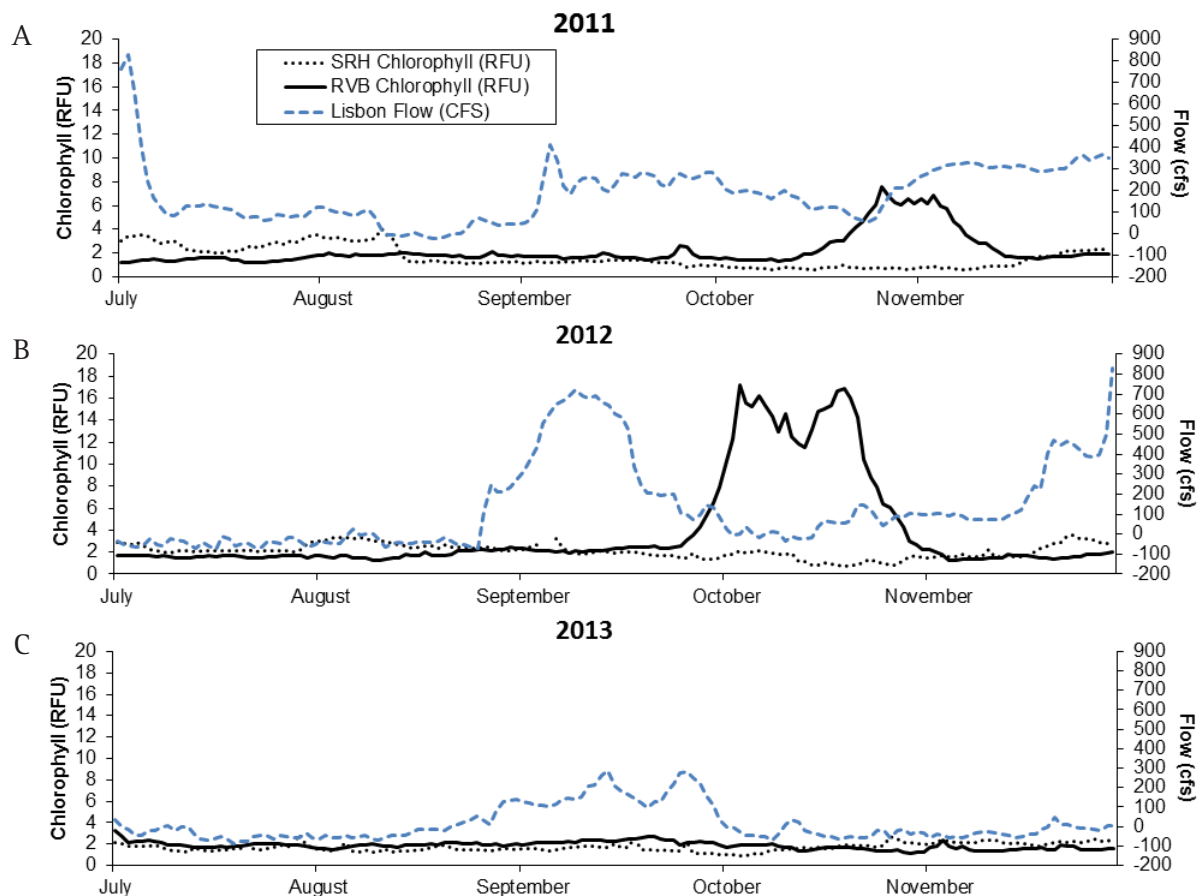 A
2011
Chlorophyll (RFU)
20
18
16
14
12
10
8
6
4
2
0
SRH Chlorophyll (RFU)
RVB Chlorophyll (RFU)
Lisbon Flow (CFS)
900
800
700
600
500
400
300
200
100
0
-100
-200
Flow (cfs)
July
August
September
October
November
B
2012
Chlorophyll (RFU)
20
18
16
14
12
10
8
6
4
2
0
900
800
700
600
500
400
300
200
100
0
-100
-200
Flow (cfs)
July
August
September
October
November
C
2013
Chlorophyll (RFU)
20
18
16
14
12
10
8
6
4
2
0
900
800
700
600
500
400
300
200
100
0
-100
-200
Flow (cfs)
July
August
September
October
November